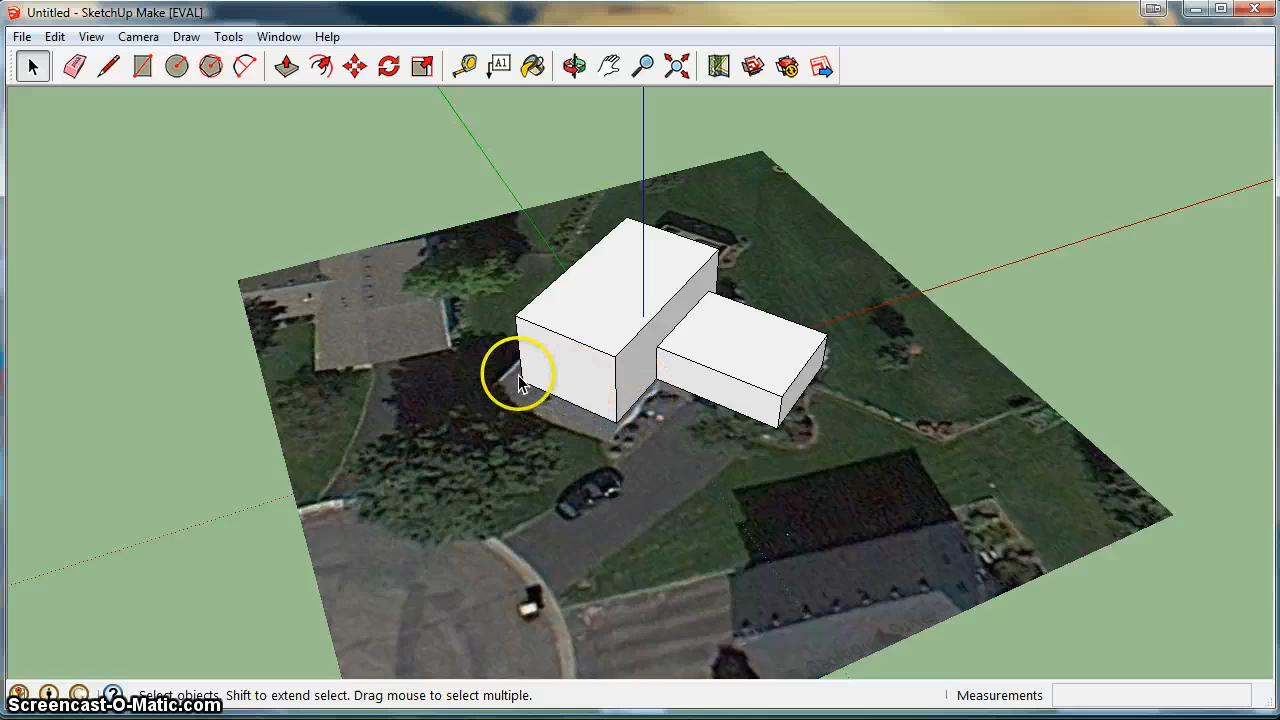 Untitled - SketchUp Make [EVAL]
File Edit View Camera Draw Tools Window Help
A1
Select objects. Shift to extend select. Drag mouse to select multiple.
Measurements
Screencast-O-Matic.com